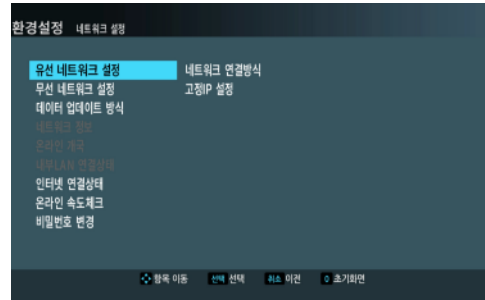 환경설정 네트워크 설정
유선 네트워크 설정 네트워크 연결방식
무선 네트워크 설정 고정IP 설정
데이터 업데이트 방식
네트워크 정보
온라인 개국
내부LAN 연결상태
인터넷 연결상태
온라인 속도체크
비밀번호 변경
항목 이동 선택 선택 취소 이전 0 초기화면